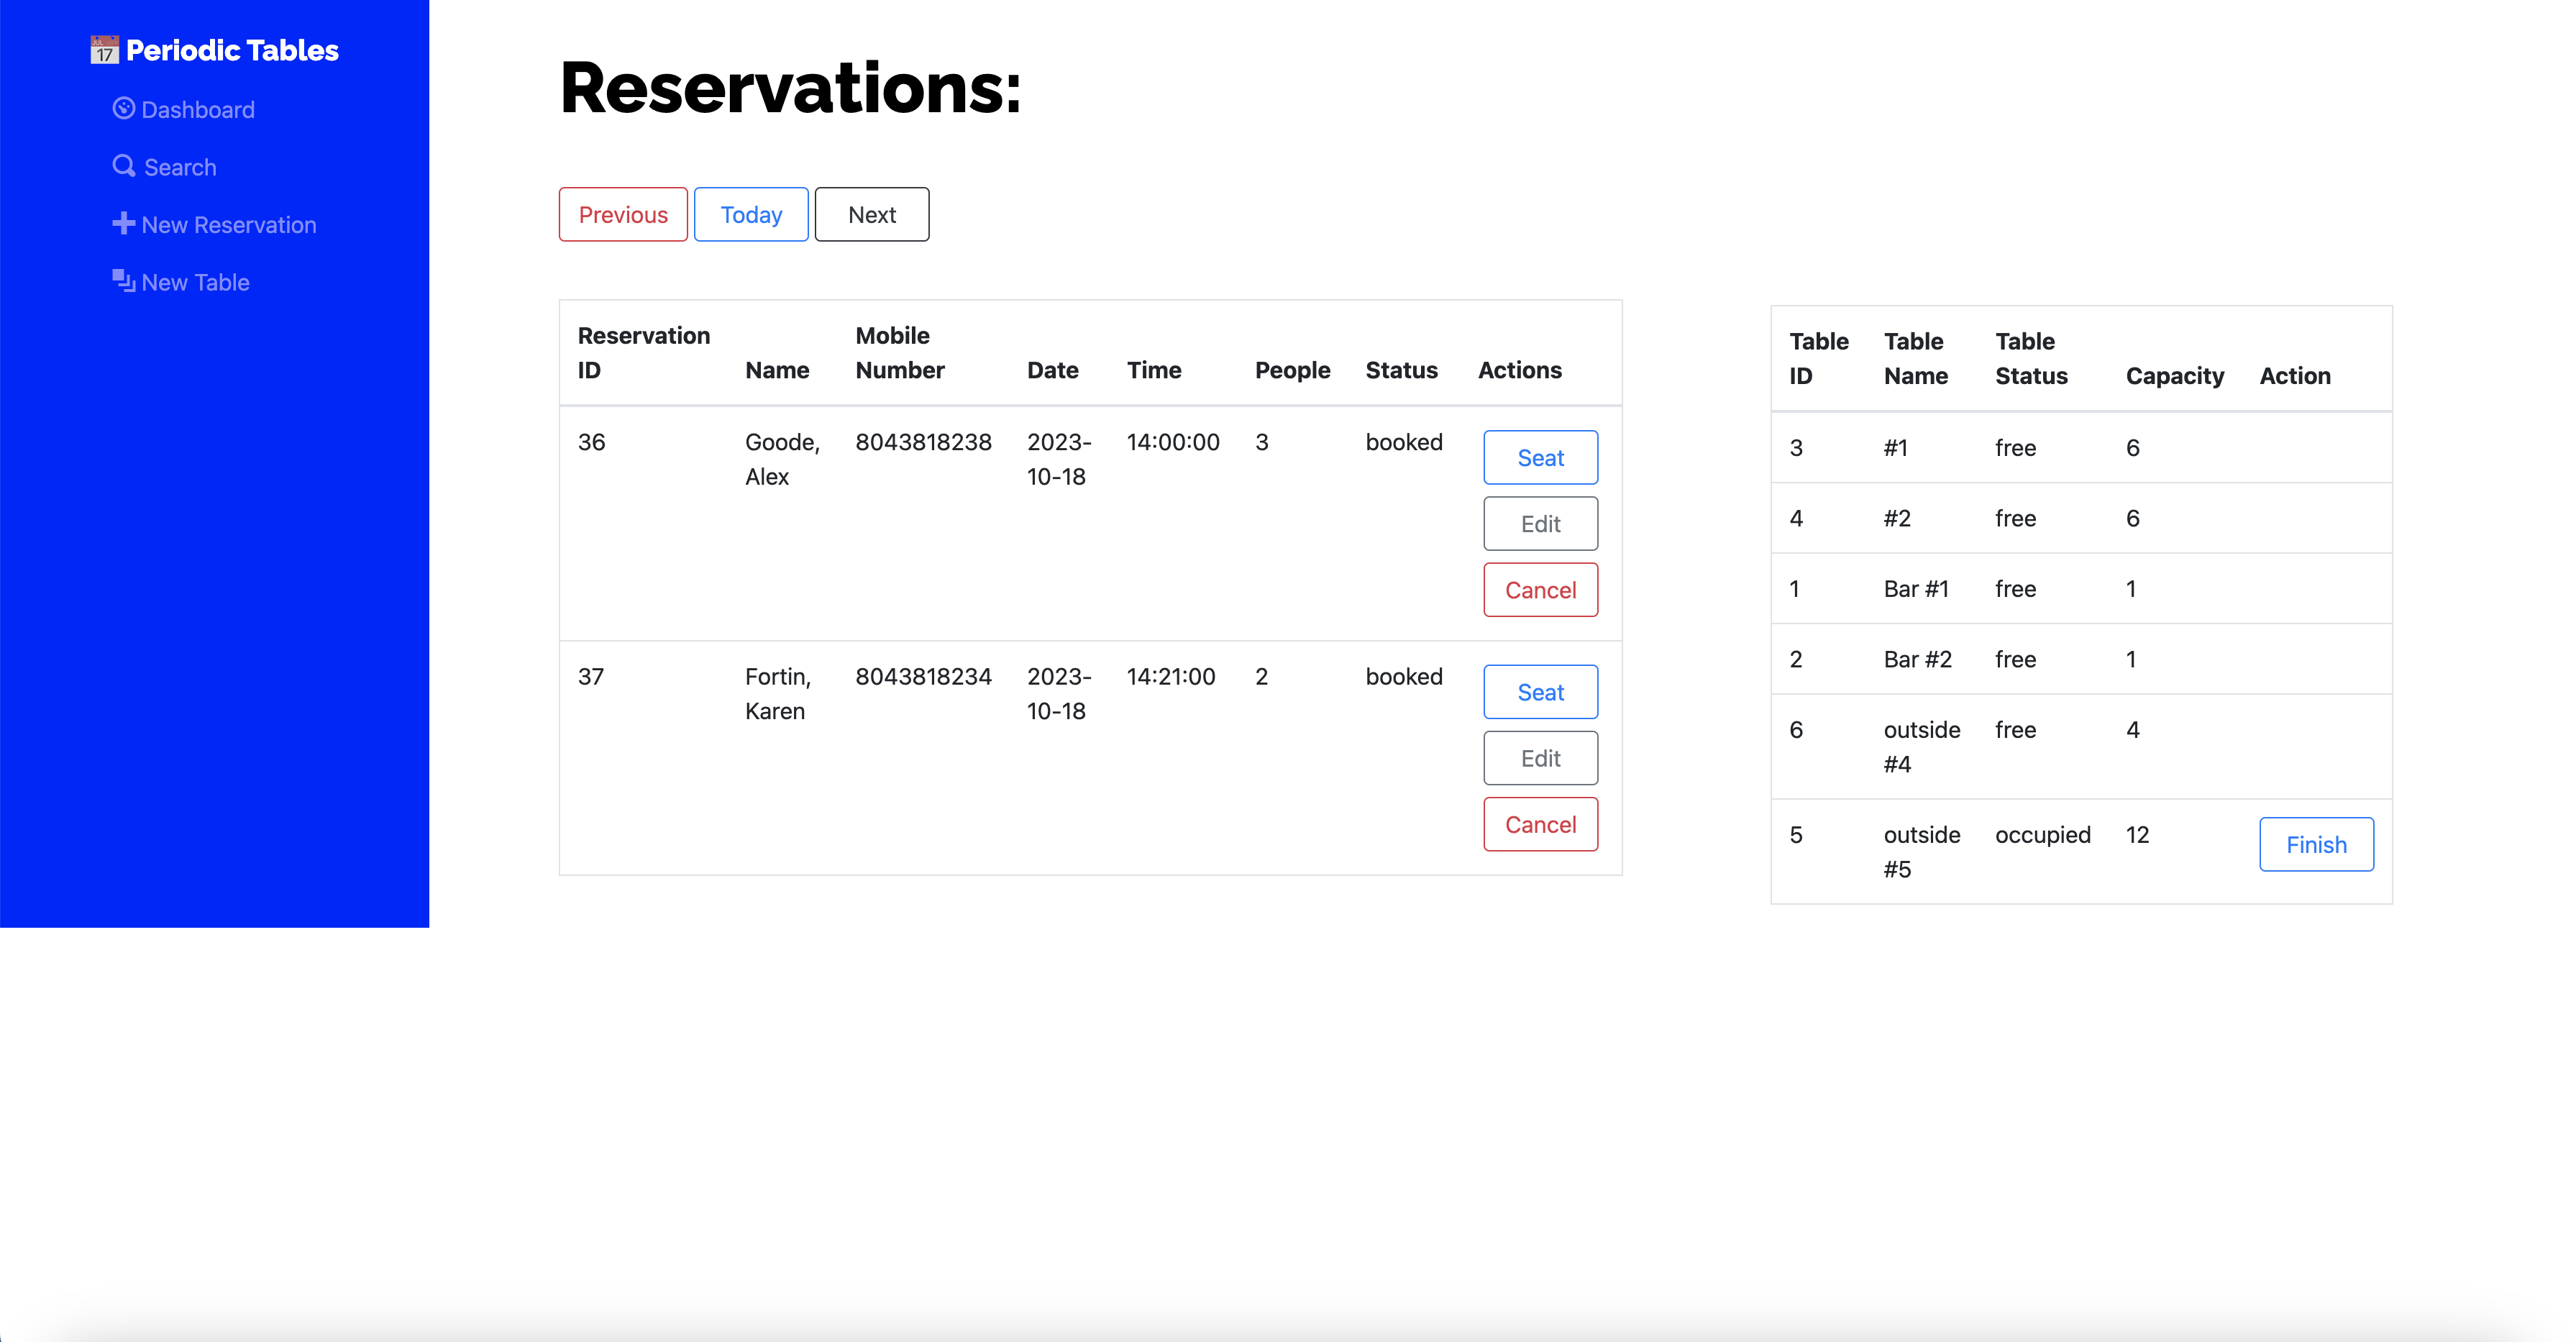 17 Periodic Tables
Dashboard
Search
New Reservation
New Table
Reservations:
Previous Today Next
Reservation ID Name Mobile Number Date Time People Status Actions
36 Goode, Alex 8043818238 2023-10-18 14:00:00 3 booked Seat
Edit
Cancel
37 Fortin, Karen 8043818234 2023-10-18 14:21:00 2 booked Seat
Edit
Cancel
Table ID Table Name Table Status Capacity Action
3 #1 free 6
4 #2 free 6
1 Bar #1 free 1
2 Bar #2 free 1
6 outside #4 free 4
5 outside #5 occupied 12 Finish